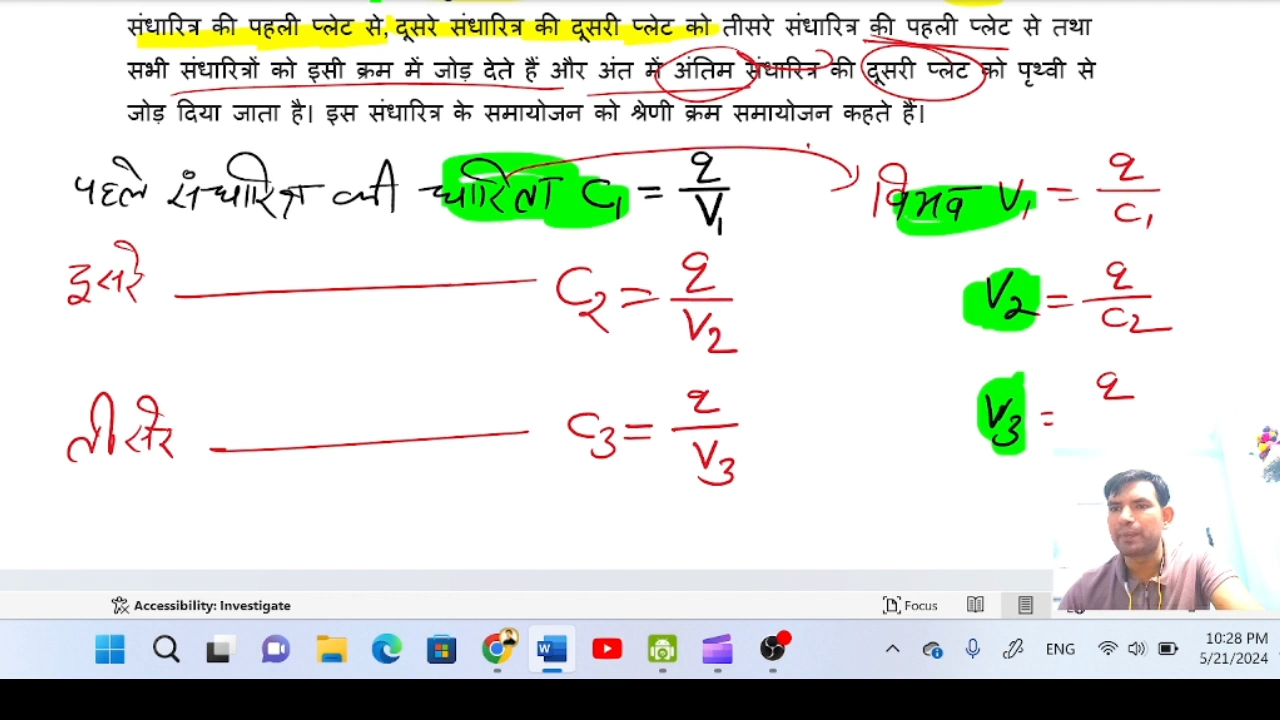 संधारित्र की पहली प्लेट से, दूसरे संधारित्र की दूसरी प्लेट को तीसरे संधारित्र की पहली प्लेट से तथा
सभी संधारित्रों को इसी क्रम में जोड़ देते हैं और अंत में अंतिम संधारित्र की दूसरी प्लेट को पृथ्वी से
जोड़ दिया जाता है। इस संधारित्र के समायोजन को श्रेणी क्रम समायोजन कहते हैं।
पहले संधारित्र की धारिता C₁ = q/V₁ विभव V₁ = q/C₁
दूसरे ——— C₂ = q/V₂ V₂ = q/C₂
तीसरे ——— C₃ = q/V₃ V₃ = q
Accessibility: Investigate Focus
ENG 10:28 PM
5/21/2024